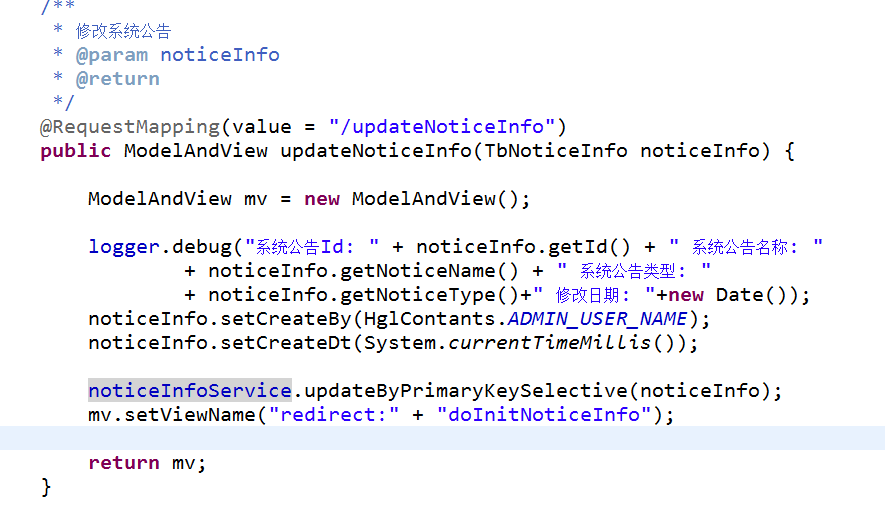 /**
 * 修改系统公告
 * @param noticeInfo
 * @return
 */
@RequestMapping(value = "/updateNoticeInfo")
public ModelAndView updateNoticeInfo(TbNoticeInfo noticeInfo) {
ModelAndView mv = new ModelAndView();
logger.debug("系统公告Id: " + noticeInfo.getId() + " 系统公告名称: "
+ noticeInfo.getNoticeName() + " 系统公告类型: "
+ noticeInfo.getNoticeType()+" 修改日期: "+new Date());
noticeInfo.setCreateBy(HglContants.ADMIN_USER_NAME);
noticeInfo.setCreateDt(System.currentTimeMillis());
noticeInfoService.updateByPrimaryKeySelective(noticeInfo);
mv.setViewName("redirect:" + "doInitNoticeInfo");
return mv;
}